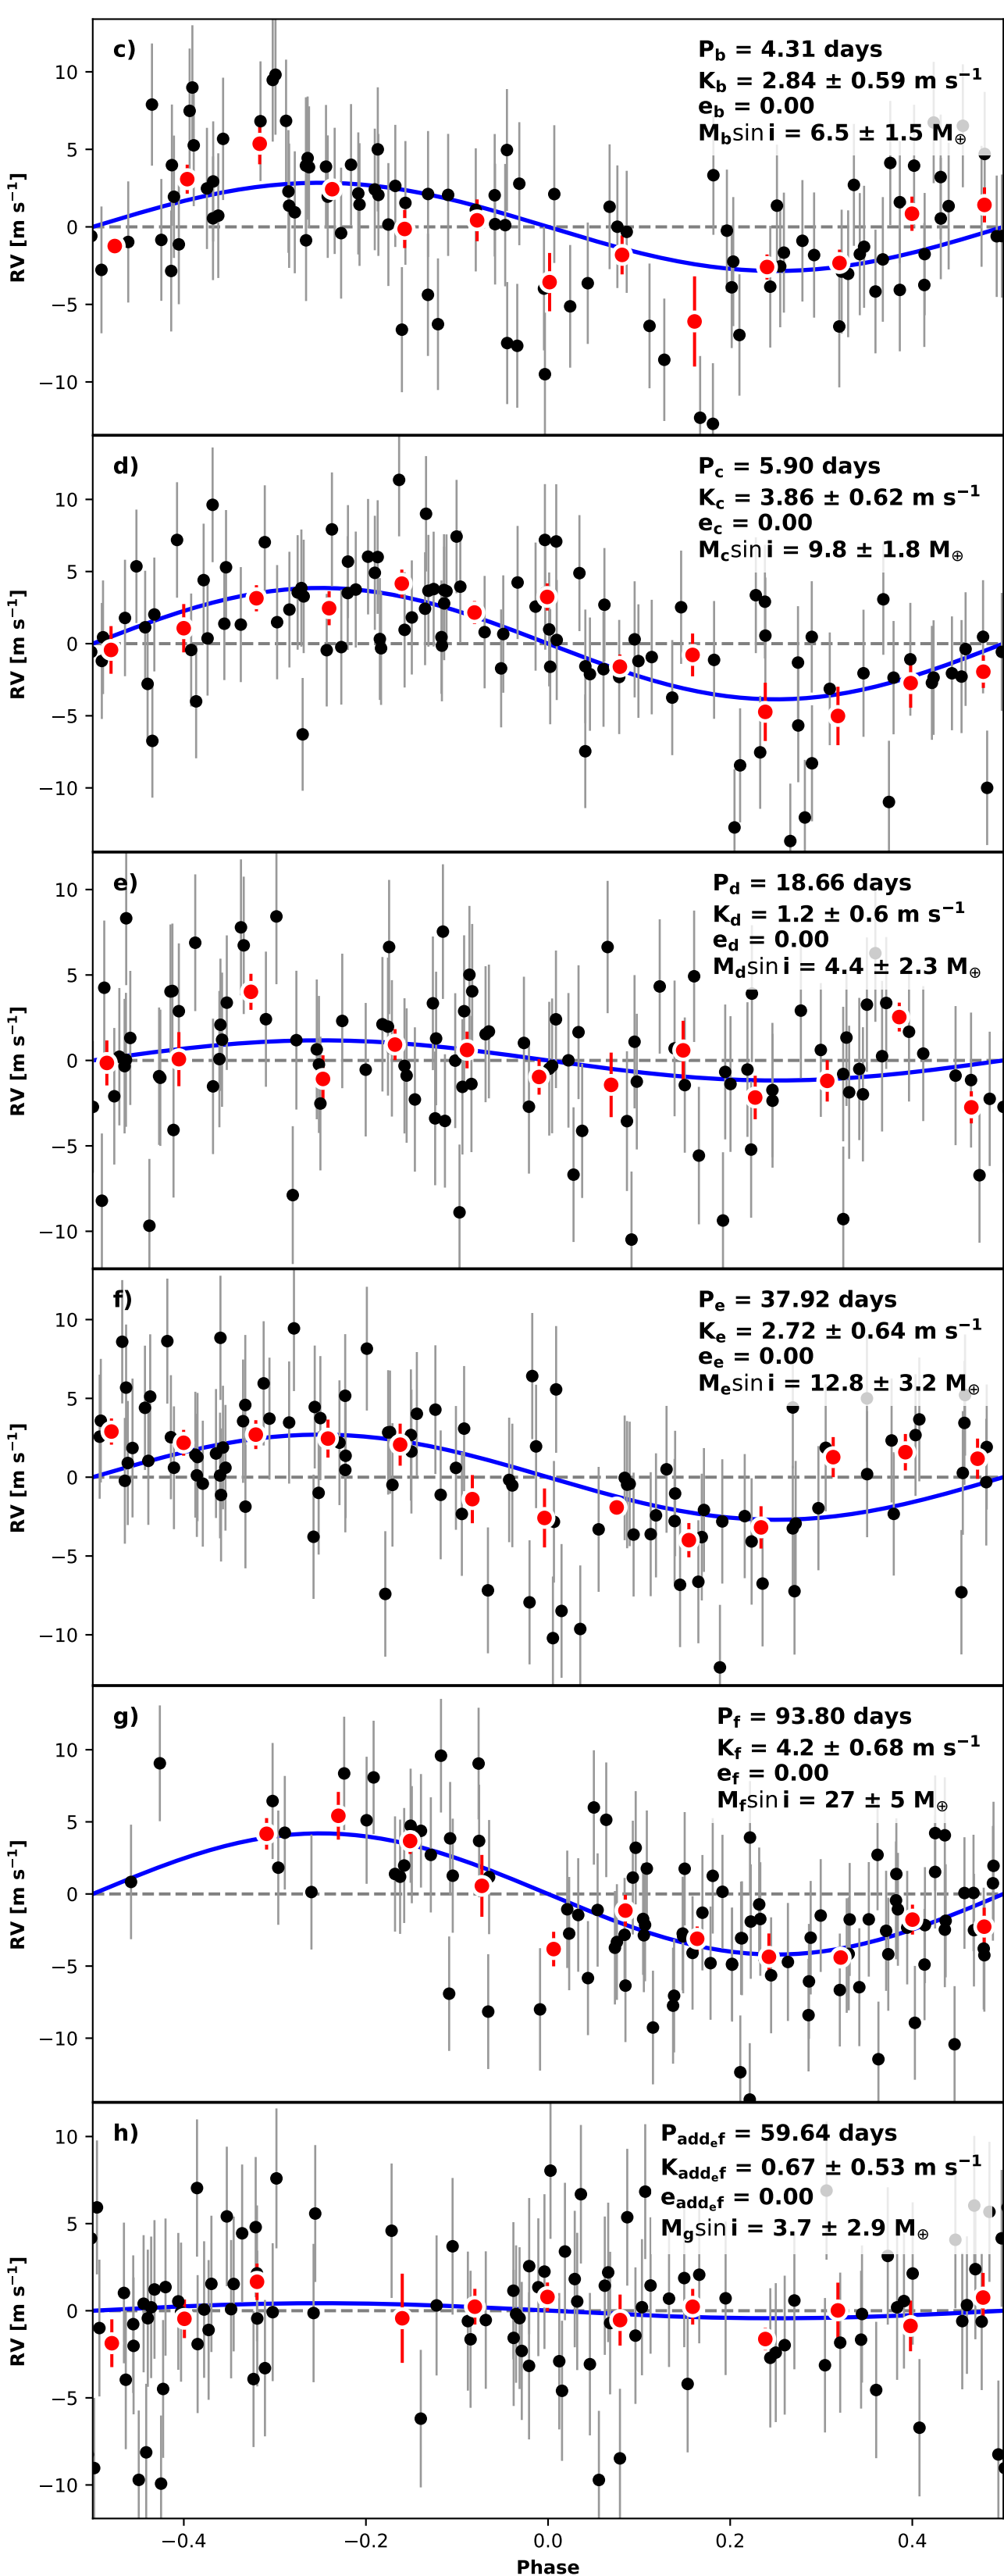 c)
P_b = 4.31 days
K_b = 2.84 ± 0.59 m s⁻¹
e_b = 0.00
M_b sin i = 6.5 ± 1.5 M⊕
10
5
0
−5
−10
RV [m s⁻¹]
d)
P_c = 5.90 days
K_c = 3.86 ± 0.62 m s⁻¹
e_c = 0.00
M_c sin i = 9.8 ± 1.8 M⊕
10
5
0
−5
−10
RV [m s⁻¹]
e)
P_d = 18.66 days
K_d = 1.2 ± 0.6 m s⁻¹
e_d = 0.00
M_d sin i = 4.4 ± 2.3 M⊕
10
5
0
−5
−10
RV [m s⁻¹]
f)
P_e = 37.92 days
K_e = 2.72 ± 0.64 m s⁻¹
e_e = 0.00
M_e sin i = 12.8 ± 3.2 M⊕
10
5
0
−5
−10
RV [m s⁻¹]
g)
P_f = 93.80 days
K_f = 4.2 ± 0.68 m s⁻¹
e_f = 0.00
M_f sin i = 27 ± 5 M⊕
10
5
0
−5
−10
RV [m s⁻¹]
h)
P_add_ef = 59.64 days
K_add_ef = 0.67 ± 0.53 m s⁻¹
e_add_ef = 0.00
M_g sin i = 3.7 ± 2.9 M⊕
10
5
0
−5
−10
RV [m s⁻¹]
−0.4 −0.2 0.0 0.2 0.4
Phase